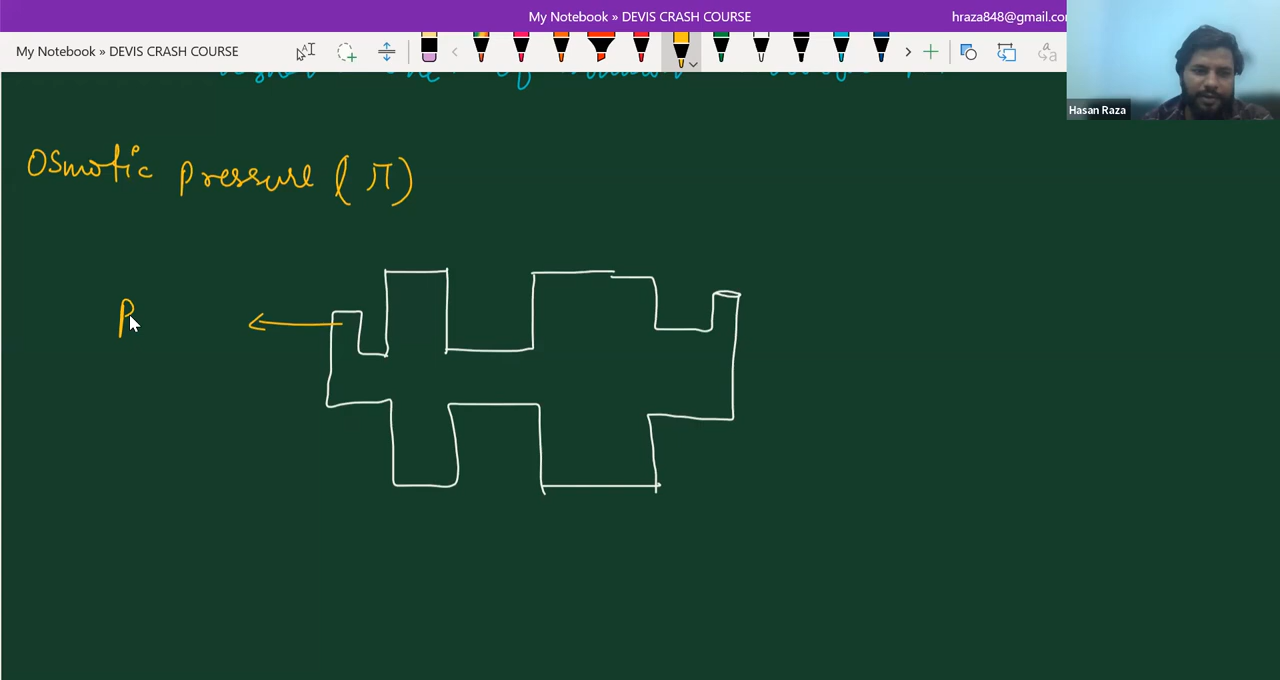 My Notebook » DEVIS CRASH COURSE
hraza848@gmail.co
My Notebook » DEVIS CRASH COURSE
Hasan Raza
Osmotic pressure (π)
P